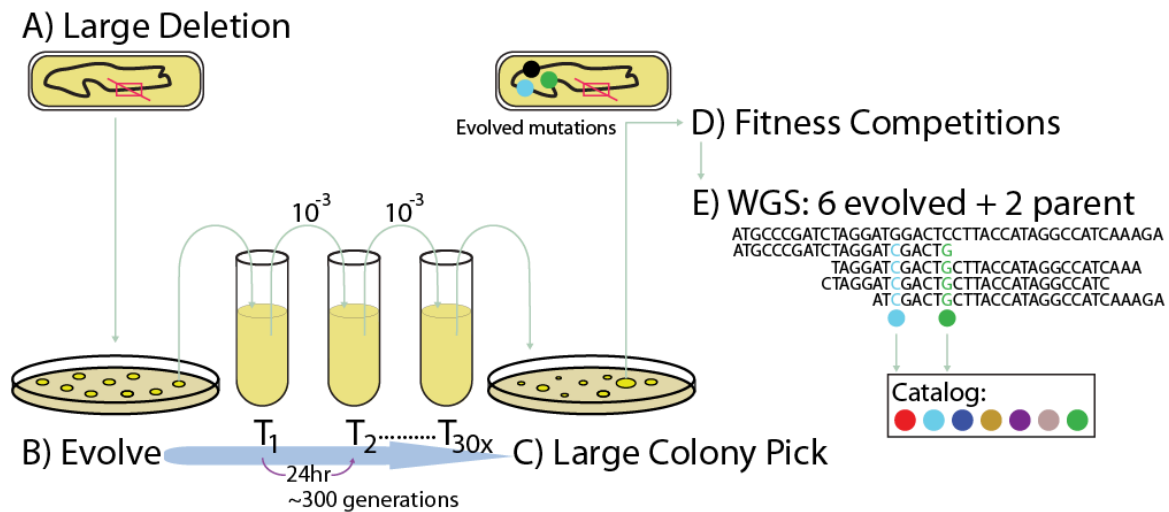 A) Large Deletion
Evolved mutations
D) Fitness Competitions
10-3
10-3
E) WGS: 6 evolved + 2 parent
ATGCCCGATCTAGGATGGACTCCTTACCATAGGCCATCAAAGA
ATGCCCGATCTAGGATCGACTG
TAGGATCGACTGCTTACCATAGGCCATCAAA
CTAGGATCGACTGCTTACCATAGGCCATC
ATCGACTGCTTACCATAGGCCATCAAAGA
Catalog:
T1
T2..........T30x
B) Evolve
C) Large Colony Pick
24hr
~300 generations